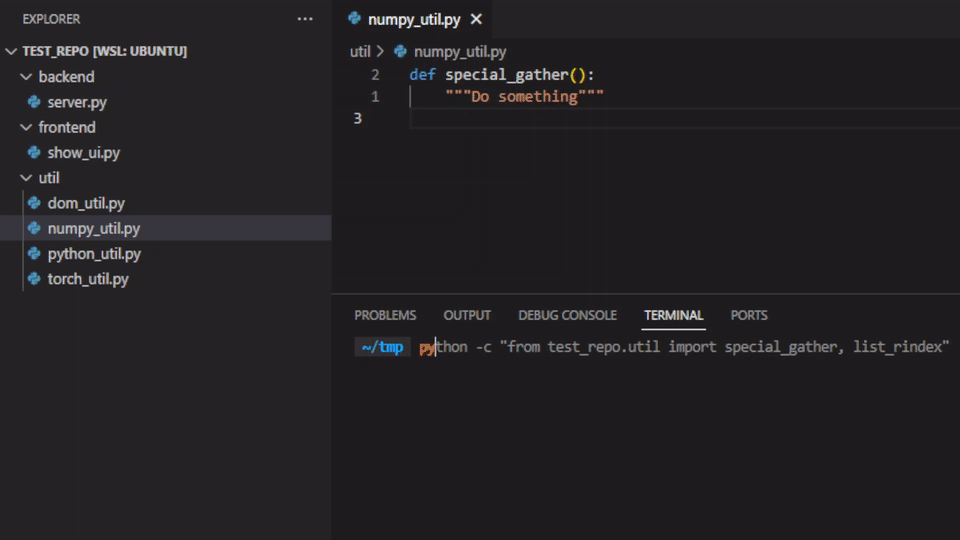 EXPLORER
TEST_REPO [WSL: UBUNTU]
backend
server.py
frontend
show_ui.py
util
dom_util.py
numpy_util.py
python_util.py
torch_util.py
numpy_util.py
util > numpy_util.py
2 def special_gather():
1 """Do something"""
3
PROBLEMS OUTPUT DEBUG CONSOLE TERMINAL PORTS
~/tmp python -c "from test_repo.util import special_gather, list_rindex"